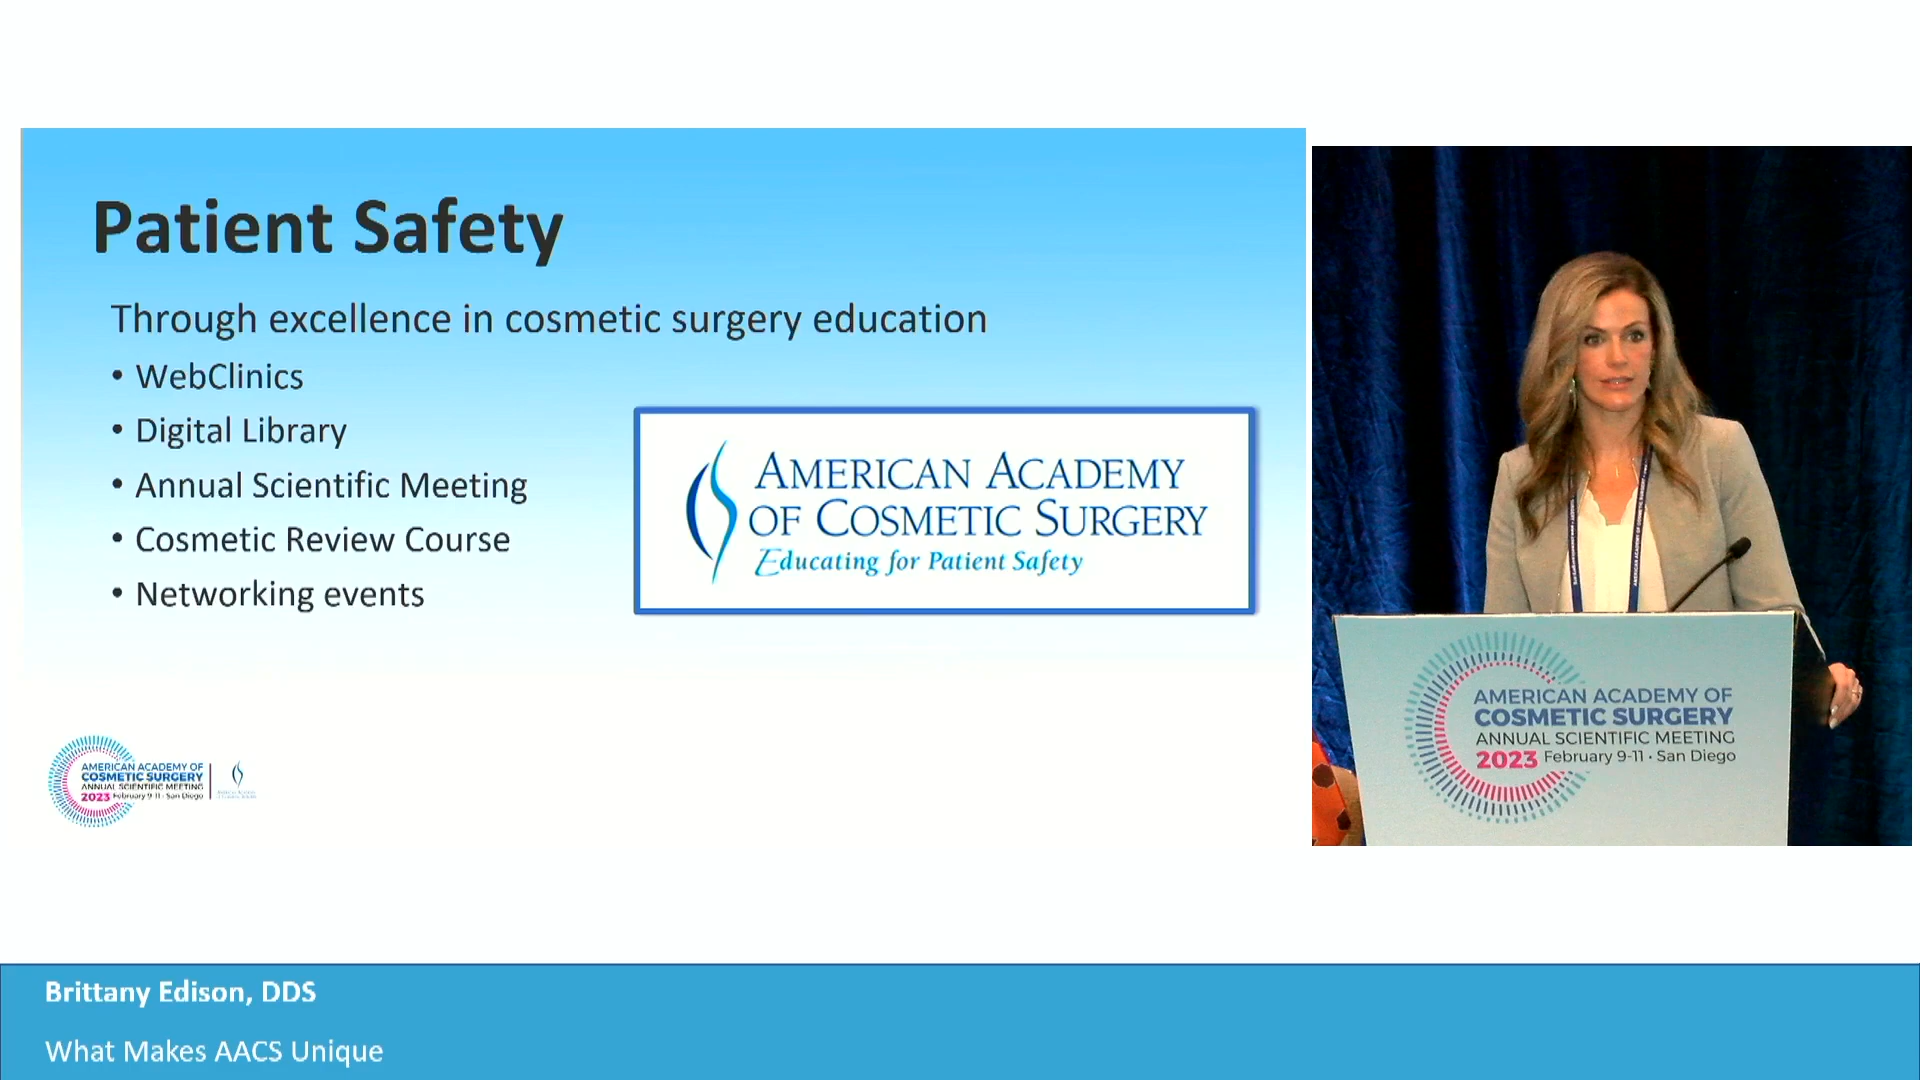 Patient Safety
Through excellence in cosmetic surgery education
• WebClinics
• Digital Library
• Annual Scientific Meeting
• Cosmetic Review Course
• Networking events
AMERICAN ACADEMY
OF COSMETIC SURGERY
Educating for Patient Safety
AMERICAN ACADEMY OF
COSMETIC SURGERY
ANNUAL SCIENTIFIC MEETING
2023 February 9-11 • San Diego
AMERICAN ACADEMY OF
COSMETIC SURGERY
ANNUAL SCIENTIFIC MEETING
2023 February 9-11 • San Diego
Brittany Edison, DDS
What Makes AACS Unique